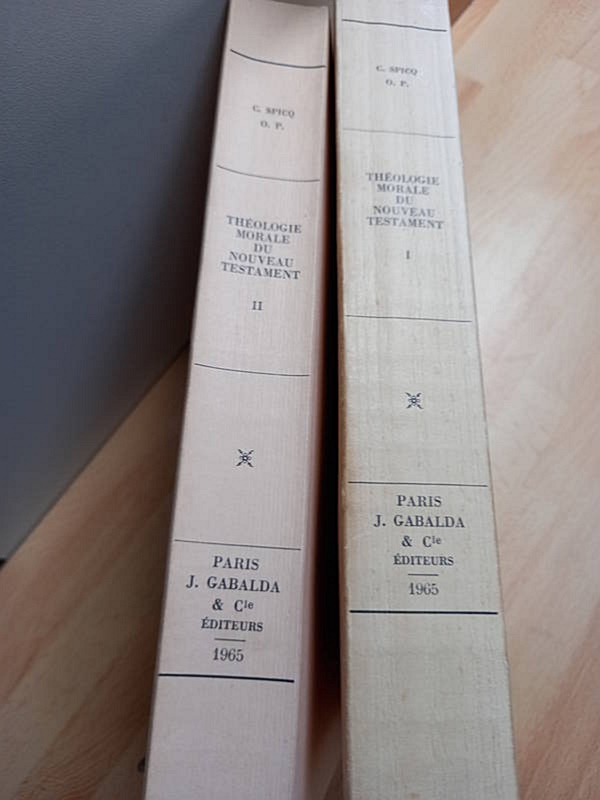 C. SPICQ
O. P.
THÉOLOGIE
MORALE
DU
NOUVEAU
TESTAMENT
II
PARIS
J. GABALDA
& Cie
ÉDITEURS
1965
C. SPICQ
O. P.
THÉOLOGIE
MORALE
DU
NOUVEAU
TESTAMENT
I
PARIS
J. GABALDA
& Cie
ÉDITEURS
1965